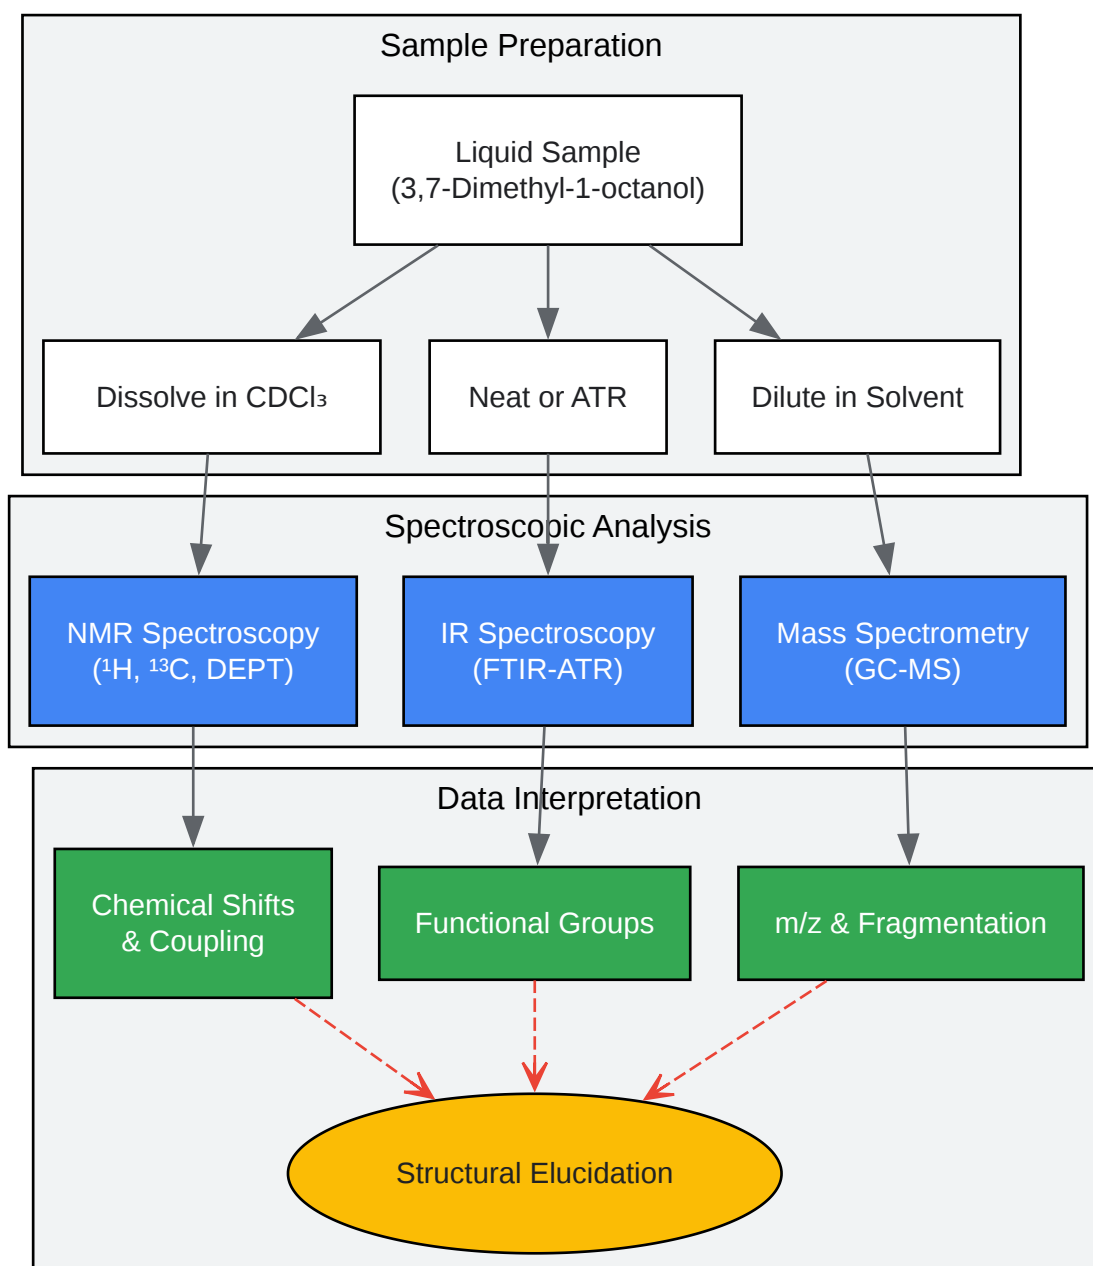 Sample Preparation
Liquid Sample
(3,7-Dimethyl-1-octanol)
Dissolve in CDCl₃
Neat or ATR
Dilute in Solvent
Spectroscopic Analysis
NMR Spectroscopy
(¹H, ¹³C, DEPT)
IR Spectroscopy
(FTIR-ATR)
Mass Spectrometry
(GC-MS)
Data Interpretation
Chemical Shifts
& Coupling
Functional Groups
m/z & Fragmentation
Structural Elucidation